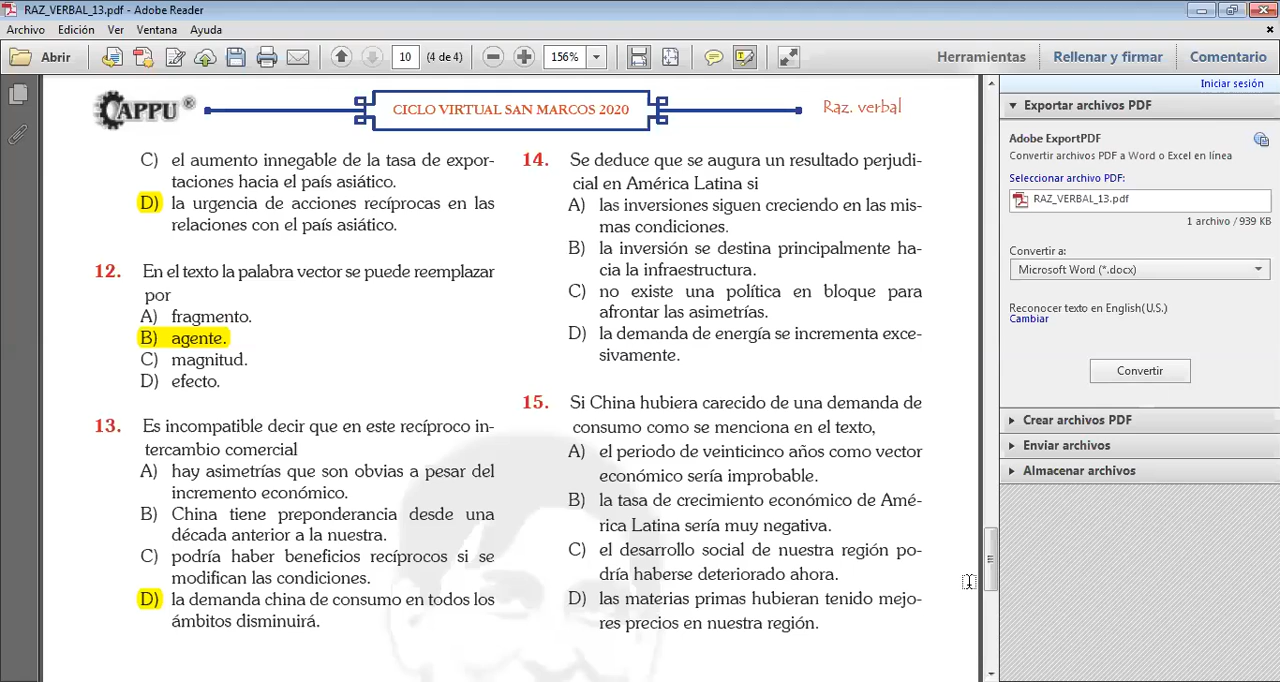 RAZ_VERBAL_13.pdf - Adobe Reader
Archivo Edición Ver Ventana Ayuda
Abrir 10 (4 de 4) 156% Herramientas Rellenar y firmar Comentario
CAPPU ® CICLO VIRTUAL SAN MARCOS 2020 Raz. verbal
C) el aumento innegable de la tasa de expor-
taciones hacia el país asiático.
D) la urgencia de acciones recíprocas en las
relaciones con el país asiático.
12. En el texto la palabra vector se puede reemplazar
por
A) fragmento.
B) agente.
C) magnitud.
D) efecto.
13. Es incompatible decir que en este recíproco in-
tercambio comercial
A) hay asimetrías que son obvias a pesar del
incremento económico.
B) China tiene preponderancia desde una
década anterior a la nuestra.
C) podría haber beneficios recíprocos si se
modifican las condiciones.
D) la demanda china de consumo en todos los
ámbitos disminuirá.
14. Se deduce que se augura un resultado perjudi-
cial en América Latina si
A) las inversiones siguen creciendo en las mis-
mas condiciones.
B) la inversión se destina principalmente ha-
cia la infraestructura.
C) no existe una política en bloque para
afrontar las asimetrías.
D) la demanda de energía se incrementa exce-
sivamente.
15. Si China hubiera carecido de una demanda de
consumo como se menciona en el texto,
A) el periodo de veinticinco años como vector
económico sería improbable.
B) la tasa de crecimiento económico de Amé-
rica Latina sería muy negativa.
C) el desarrollo social de nuestra región po-
dría haberse deteriorado ahora.
D) las materias primas hubieran tenido mejo-
res precios en nuestra región.
Iniciar sesión
Exportar archivos PDF
Adobe ExportPDF
Convertir archivos PDF a Word o Excel en línea
Seleccionar archivo PDF:
RAZ_VERBAL_13.pdf
1 archivo / 939 KB
Convertir a:
Microsoft Word (*.docx)
Reconocer texto en English(U.S.)
Cambiar
Convertir
Crear archivos PDF
Enviar archivos
Almacenar archivos